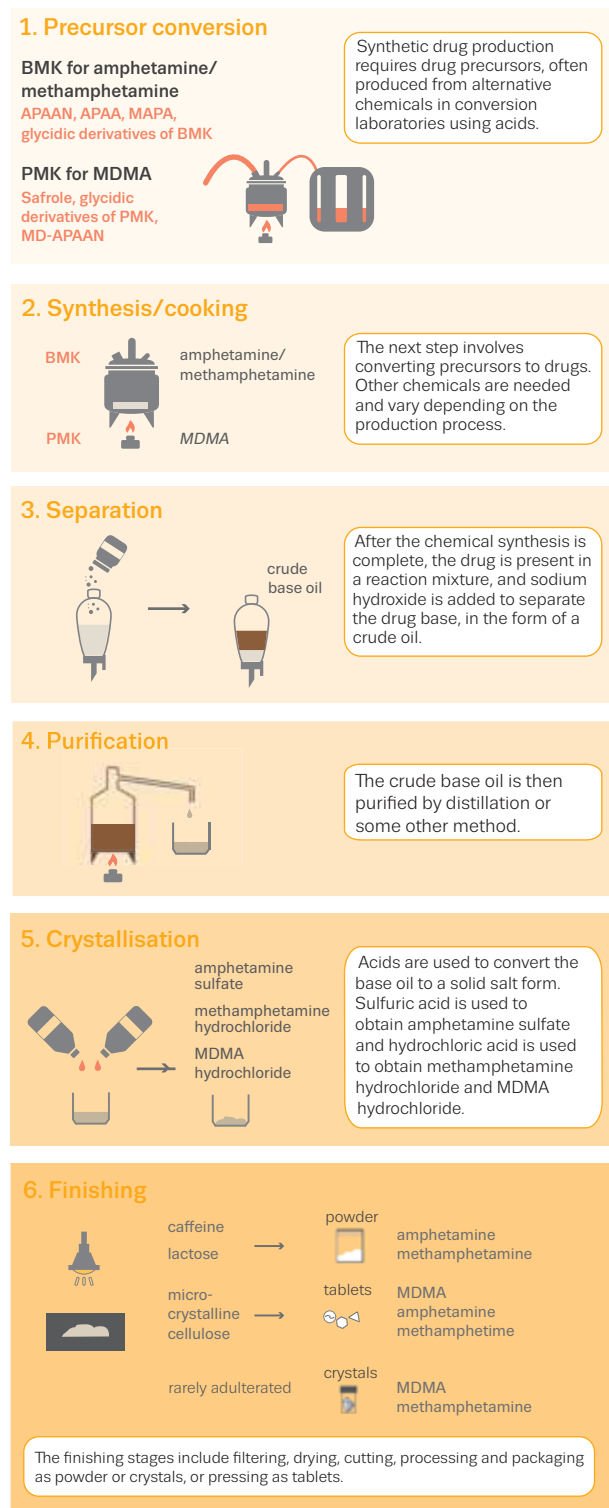 1. Precursor conversion
BMK for amphetamine/
methamphetamine
APAAN, APAA, MAPA,
glycidic derivatives of BMK
PMK for MDMA
Safrole, glycidic
derivatives of PMK,
MD-APAAN
Synthetic drug production
requires drug precursors, often
produced from alternative
chemicals in conversion
laboratories using acids.
2. Synthesis/cooking
BMK
amphetamine/
methamphetamine
PMK
MDMA
The next step involves
converting precursors to drugs.
Other chemicals are needed
and vary depending on the
production process.
3. Separation
crude
base oil
After the chemical synthesis is
complete, the drug is present in
a reaction mixture, and sodium
hydroxide is added to separate
the drug base, in the form of a
crude oil.
4. Purification
The crude base oil is then
purified by distillation or
some other method.
5. Crystallisation
amphetamine
sulfate
methamphetamine
hydrochloride
MDMA
hydrochloride
Acids are used to convert the
base oil to a solid salt form.
Sulfuric acid is used to
obtain amphetamine sulfate
and hydrochloric acid is used
to obtain methamphetamine
hydrochloride and MDMA
hydrochloride.
6. Finishing
caffeine
lactose
powder
amphetamine
methamphetamine
micro-
crystalline
cellulose
tablets
MDMA
amphetamine
methamphetime
rarely adulterated
crystals
MDMA
methamphetamine
The finishing stages include filtering, drying, cutting, processing and packaging
as powder or crystals, or pressing as tablets.